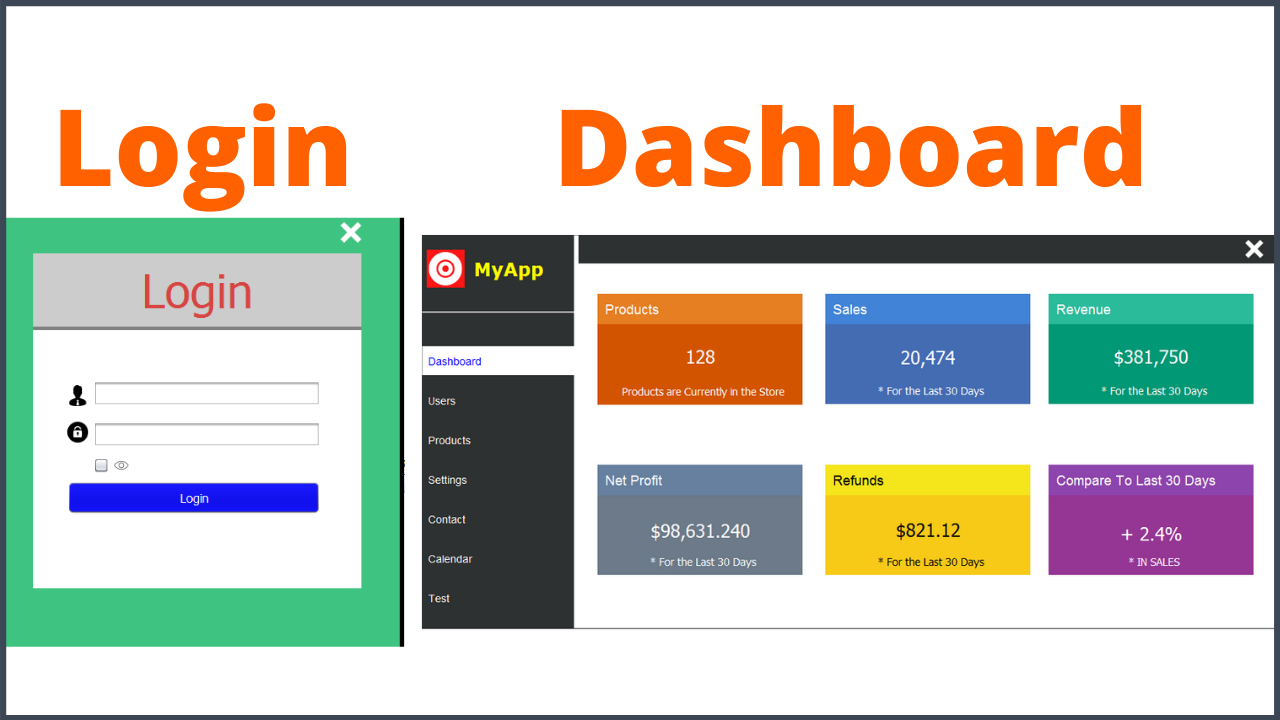 Login
Dashboard
Login
Login
MyApp
Dashboard
Users
Products
Settings
Contact
Calendar
Test
Products
128
Products are Currently in the Store
Sales
20,474
* For the Last 30 Days
Revenue
$381,750
* For the Last 30 Days
Net Profit
$98,631.240
* For the Last 30 Days
Refunds
$821.12
* For the Last 30 Days
Compare To Last 30 Days
+ 2.4%
* IN SALES